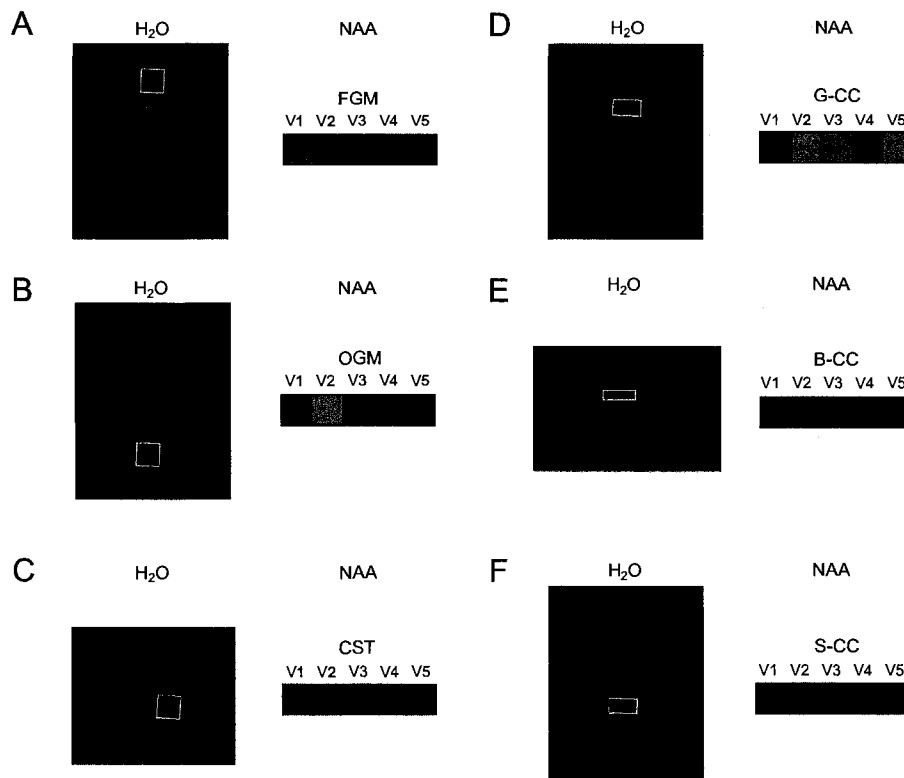 A
H₂O
NAA
FGM
V1 V2 V3 V4 V5
B
H₂O
NAA
OGM
V1 V2 V3 V4 V5
C
H₂O
NAA
CST
V1 V2 V3 V4 V5
D
H₂O
NAA
G-CC
V1 V2 V3 V4 V5
E
H₂O
NAA
B-CC
V1 V2 V3 V4 V5
F
H₂O
NAA
S-CC
V1 V2 V3 V4 V5